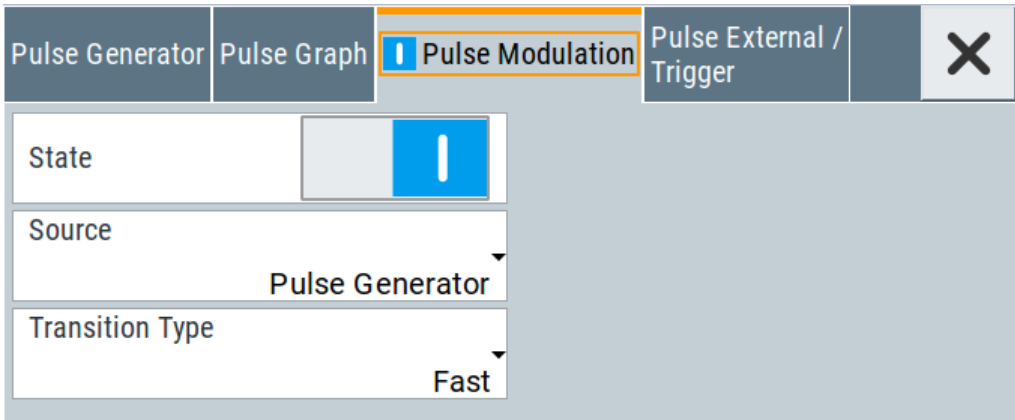 Pulse Generator
Pulse Graph
Pulse Modulation
Pulse External /
Trigger
State
Source
Pulse Generator
Transition Type
Fast